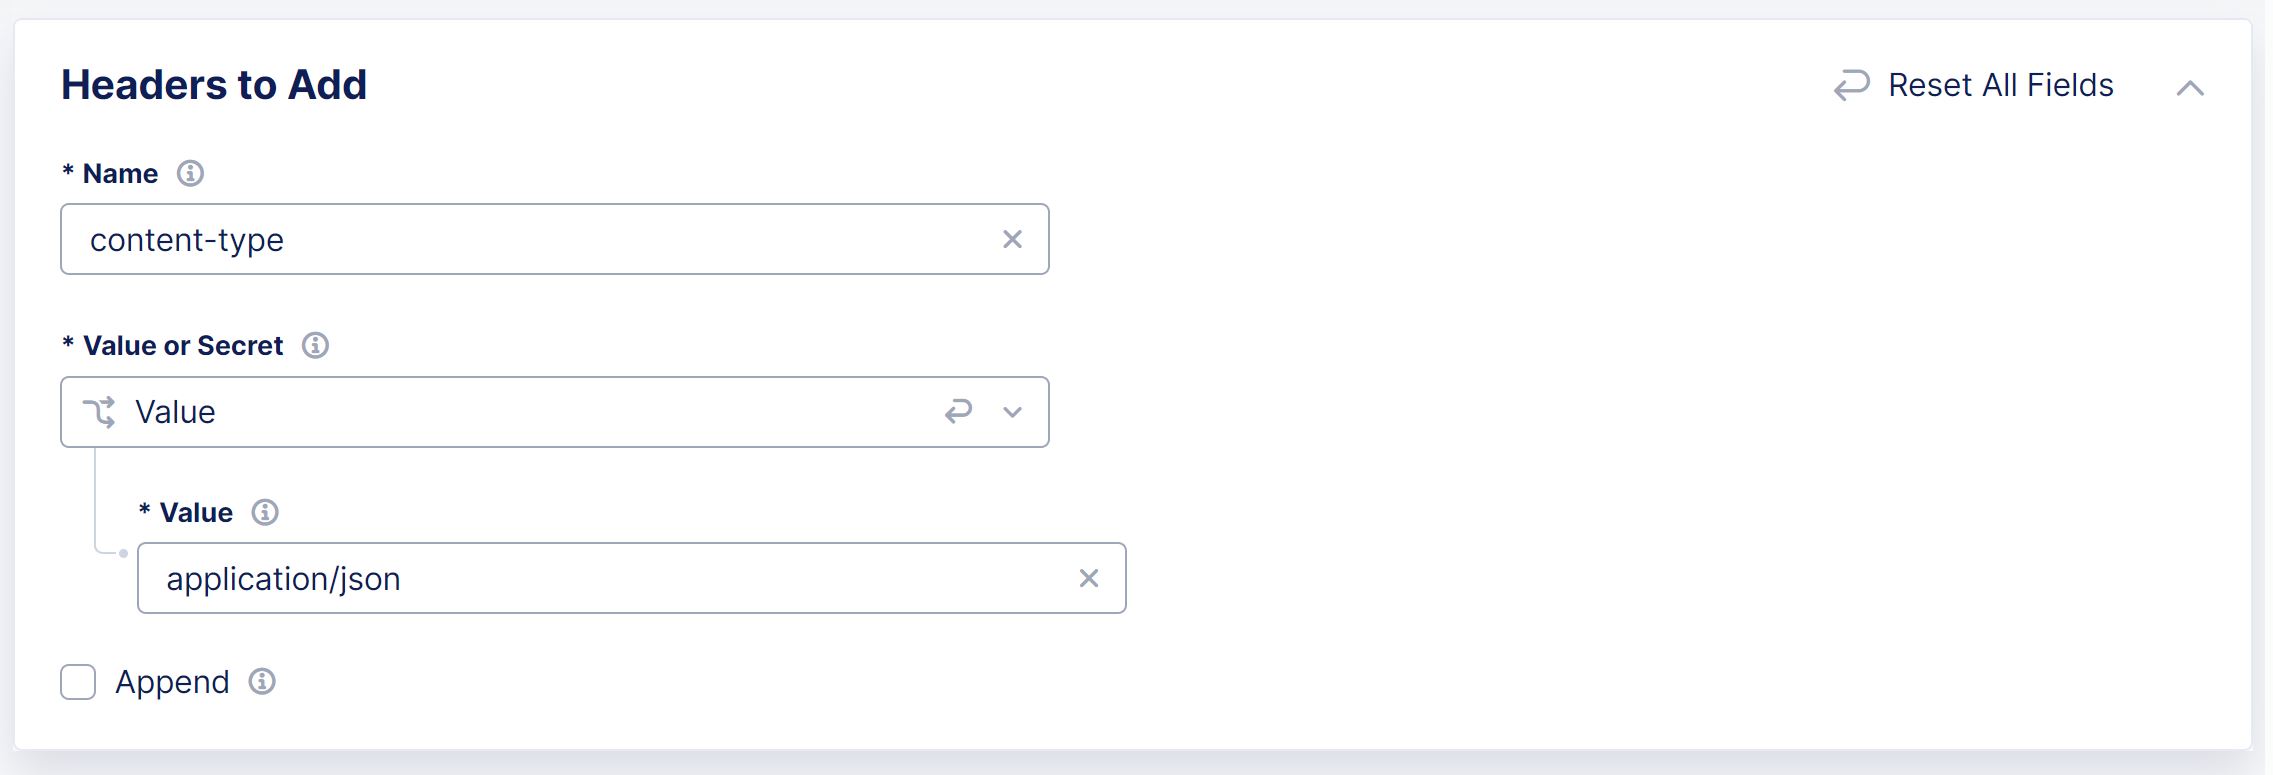 Headers to Add
Reset All Fields
* Name
content-type
* Value or Secret
Value
* Value
application/json
Append